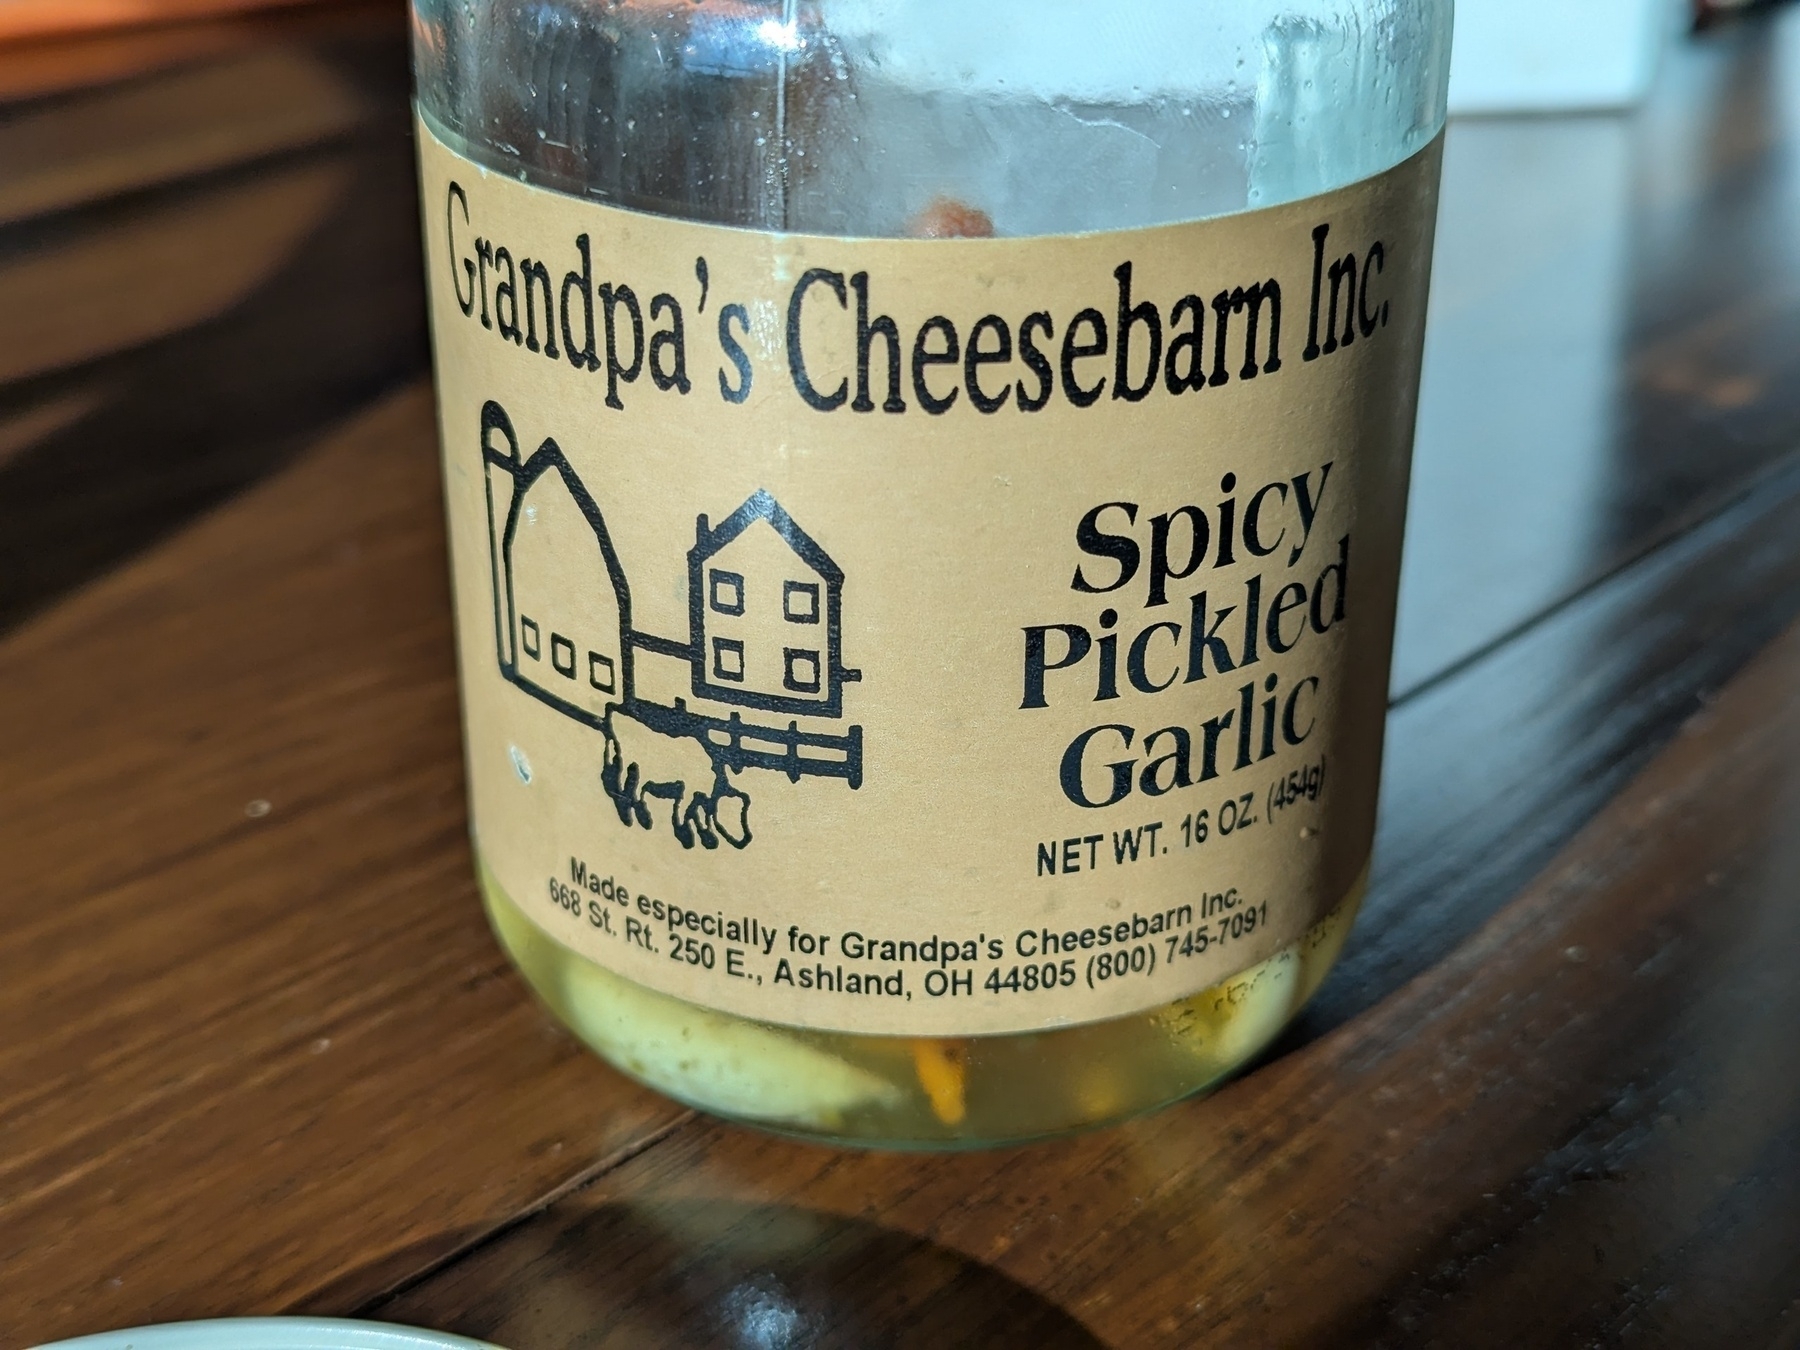 Grandpa's Cheesebarn Inc.
Spicy
Pickled
Garlic
NET WT. 16 OZ. (454g)
Made especially for Grandpa's Cheesebarn Inc.
668 St. Rt. 250 E., Ashland, OH 44805 (800) 745-7091